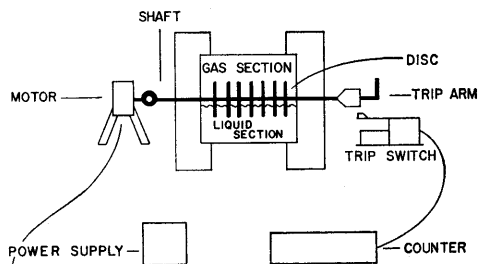 SHAFT
GAS SECTION
DISC
MOTOR
TRIP ARM
LIQUID
SECTION
TRIP SWITCH
POWER SUPPLY
COUNTER